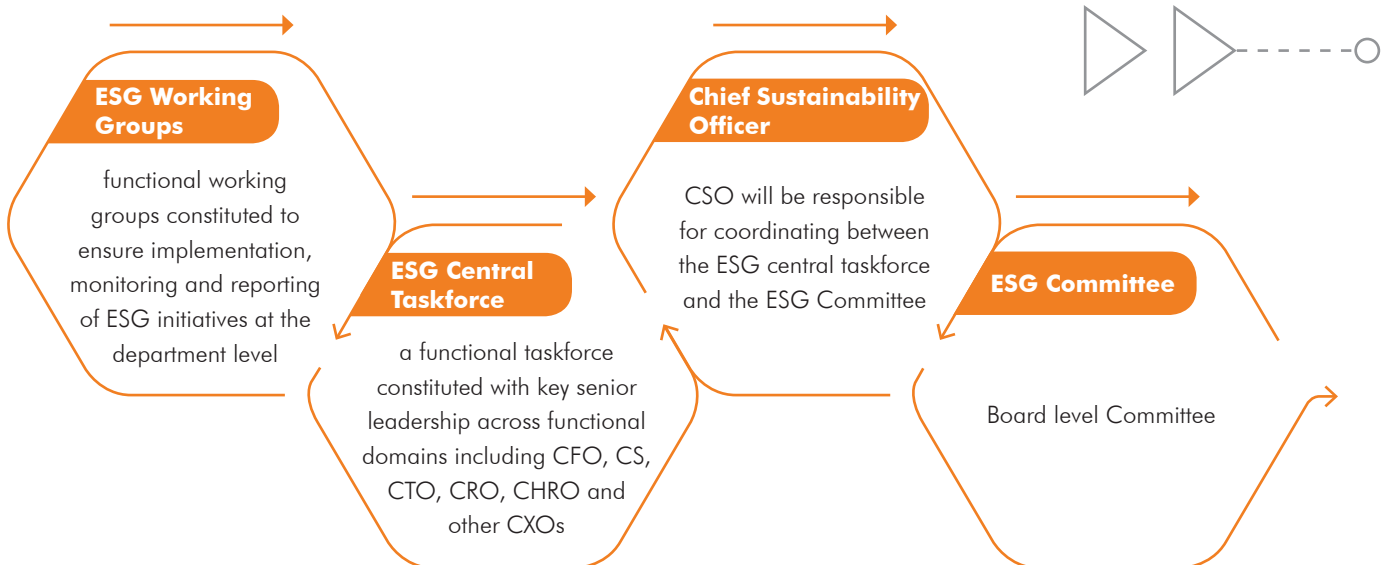 ESG Working
Groups
functional working
groups constituted to
ensure implementation,
monitoring and reporting
of ESG initiatives at the
department level
ESG Central
Taskforce
a functional taskforce
constituted with key senior
leadership across functional
domains including CFO, CS,
CTO, CRO, CHRO and
other CXOs
Chief Sustainability
Officer
CSO will be responsible
for coordinating between
the ESG central taskforce
and the ESG Committee
ESG Committee
Board level Committee